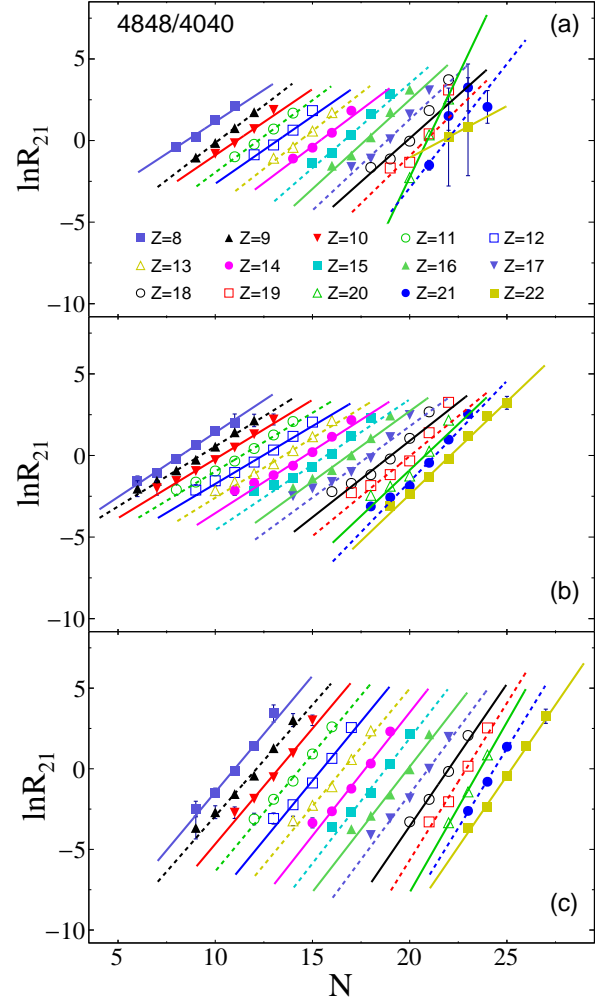 4848/4040
(a)
5
0
-5
-10
lnR21
Z=8 Z=9 Z=10 Z=11 Z=12
Z=13 Z=14 Z=15 Z=16 Z=17
Z=18 Z=19 Z=20 Z=21 Z=22
5
0
-5
-10
lnR21
(b)
5
0
-5
-10
lnR21
(c)
5 10 15 20 25
N